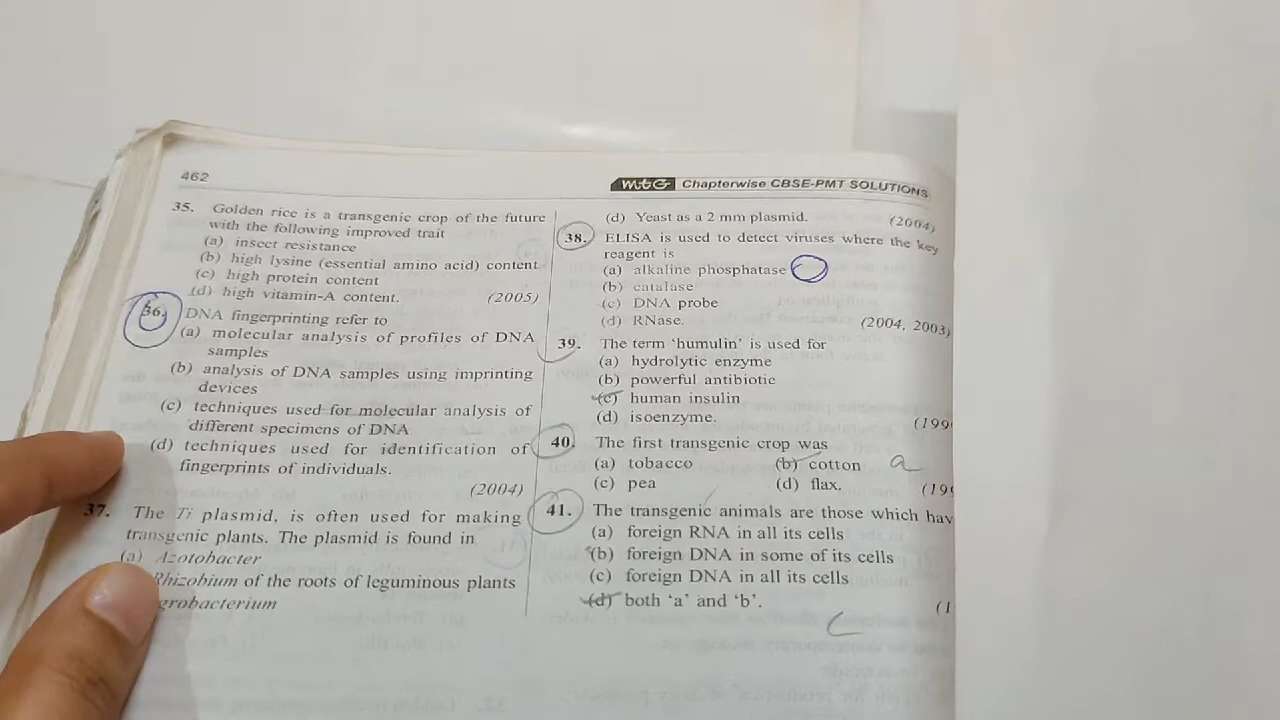 462
mtG Chapterwise CBSE-PMT SOLUTIONS
35. Golden rice is a transgenic crop of the future
with the following improved trait
(a) insect resistance
(b) high lysine (essential amino acid) content
(c) high protein content
(d) high vitamin-A content. (2005)
36. DNA fingerprinting refer to
(a) molecular analysis of profiles of DNA
samples
(b) analysis of DNA samples using imprinting
devices
(c) techniques used for molecular analysis of
different specimens of DNA
(d) techniques used for identification of
fingerprints of individuals.
(2004)
37. The Ti plasmid, is often used for making
transgenic plants. The plasmid is found in
(a) Azotobacter
Rhizobium of the roots of leguminous plants
grobacterium
(d) Yeast as a 2 mm plasmid. (2004)
38. ELISA is used to detect viruses where the key
reagent is
(a) alkaline phosphatase
(b) catalase
(c) DNA probe
(d) RNase. (2004, 2003)
39. The term ‘humulin’ is used for
(a) hydrolytic enzyme
(b) powerful antibiotic
(c) human insulin
(d) isoenzyme. (199
40. The first transgenic crop was
(a) tobacco (b) cotton a
(c) pea (d) flax. (19
41. The transgenic animals are those which hav
(a) foreign RNA in all its cells
(b) foreign DNA in some of its cells
(c) foreign DNA in all its cells
(d) both ‘a’ and ‘b’. (1
C